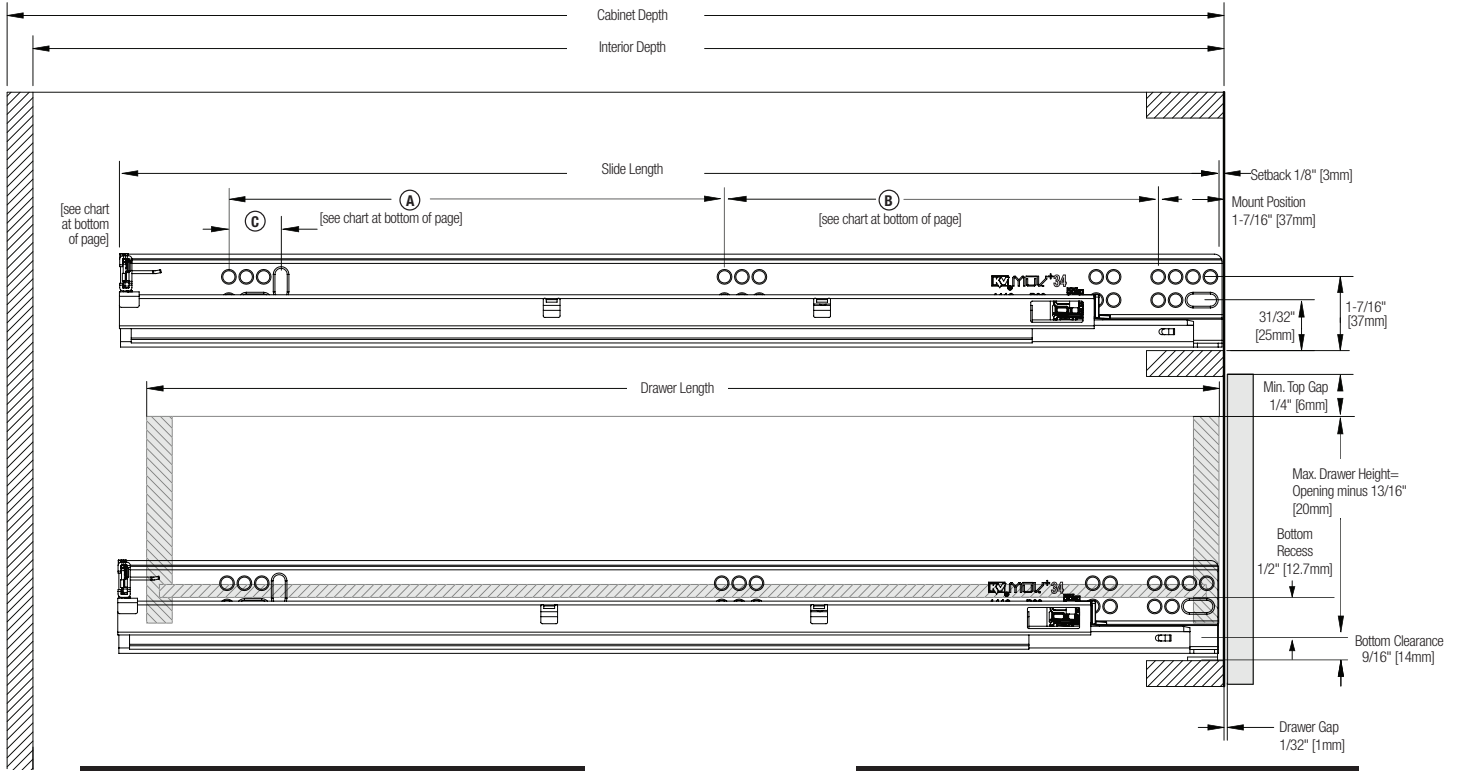 Cabinet Depth
Interior Depth
Slide Length
Setback 1/8" [3mm]
A
B
[see chart
at bottom
of page]
C
[see chart at bottom of page]
[see chart at bottom of page]
Mount Position
1-7/16" [37mm]
+34
1-7/16"
[37mm]
31/32"
[25mm]
Drawer Length
Min. Top Gap
1/4" [6mm]
Max. Drawer Height=
Opening minus 13/16"
[20mm]
Bottom
Recess
1/2" [12.7mm]
+34
Bottom Clearance
9/16" [14mm]
Drawer Gap
1/32" [1mm]